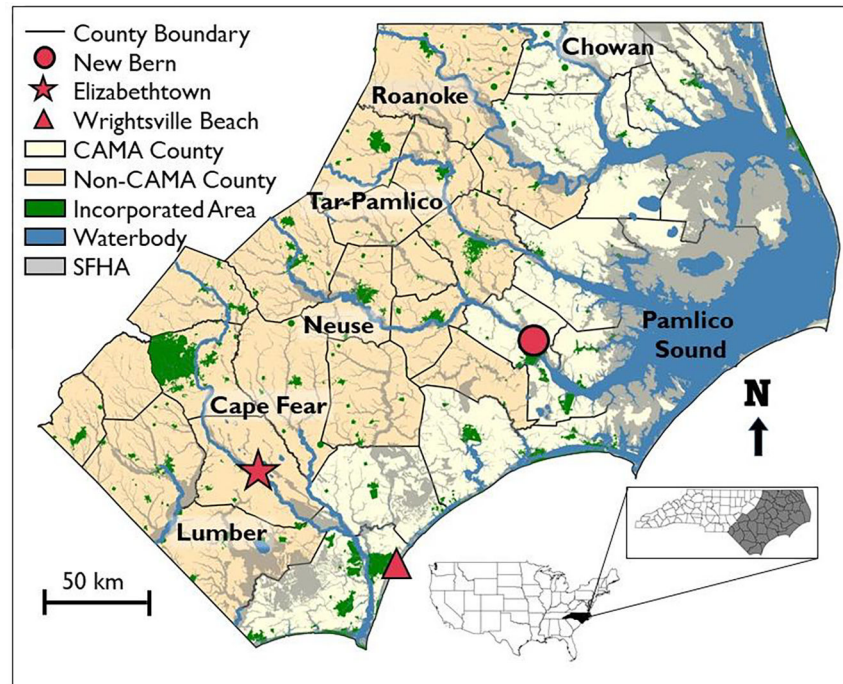 County Boundary
New Bern
Elizabethtown
Wrightsville Beach
CAMA County
Non-CAMA County
Incorporated Area
Waterbody
SFHA
Chowan
Roanoke
Tar-Pamlico
Neuse
Pamlico
Sound
Cape Fear
Lumber
N
50 km